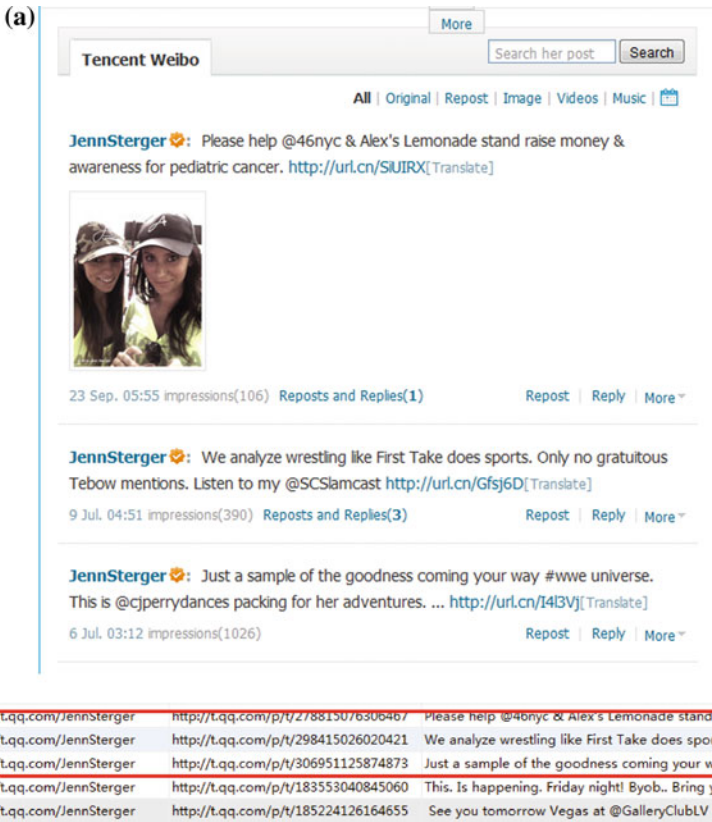 (a)
More
Tencent Weibo
Search her post Search
All | Original | Repost | Image | Videos | Music |
JennSterger: Please help @46nyc & Alex's Lemonade stand raise money &
awareness for pediatric cancer. http://url.cn/SiUIRX[Translate]
23 Sep. 05:55 impressions(106) Reposts and Replies(1) Repost | Reply | More
JennSterger: We analyze wrestling like First Take does sports. Only no gratuitous
Tebow mentions. Listen to my @SCSlamcast http://url.cn/Gfsj6D[Translate]
9 Jul. 04:51 impressions(390) Reposts and Replies(3) Repost | Reply | More
JennSterger: Just a sample of the goodness coming your way #wwe universe.
This is @cjperrydances packing for her adventures. ... http://url.cn/I4l3Vj[Translate]
6 Jul. 03:12 impressions(1026) Repost | Reply | More
t.qq.com/JennSterger http://t.qq.com/p/t/278815076306467 Please help @46nyc & Alex's Lemonade stand
t.qq.com/JennSterger http://t.qq.com/p/t/298415026020421 We analyze wrestling like First Take does spo
t.qq.com/JennSterger http://t.qq.com/p/t/306951125874873 Just a sample of the goodness coming your w
t.qq.com/JennSterger http://t.qq.com/p/t/183553040845060 This. Is happening. Friday night! Byob.. Bring y
t.qq.com/JennSterger http://t.qq.com/p/t/185224126164655 See you tomorrow Vegas at @GalleryClubLV